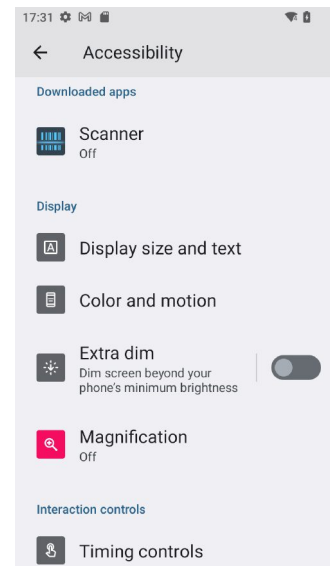 17:31
Accessibility
Downloaded apps
Scanner
Off
Display
Display size and text
Color and motion
Extra dim
Dim screen beyond your
phone's minimum brightness
Magnification
Off
Interaction controls
Timing controls